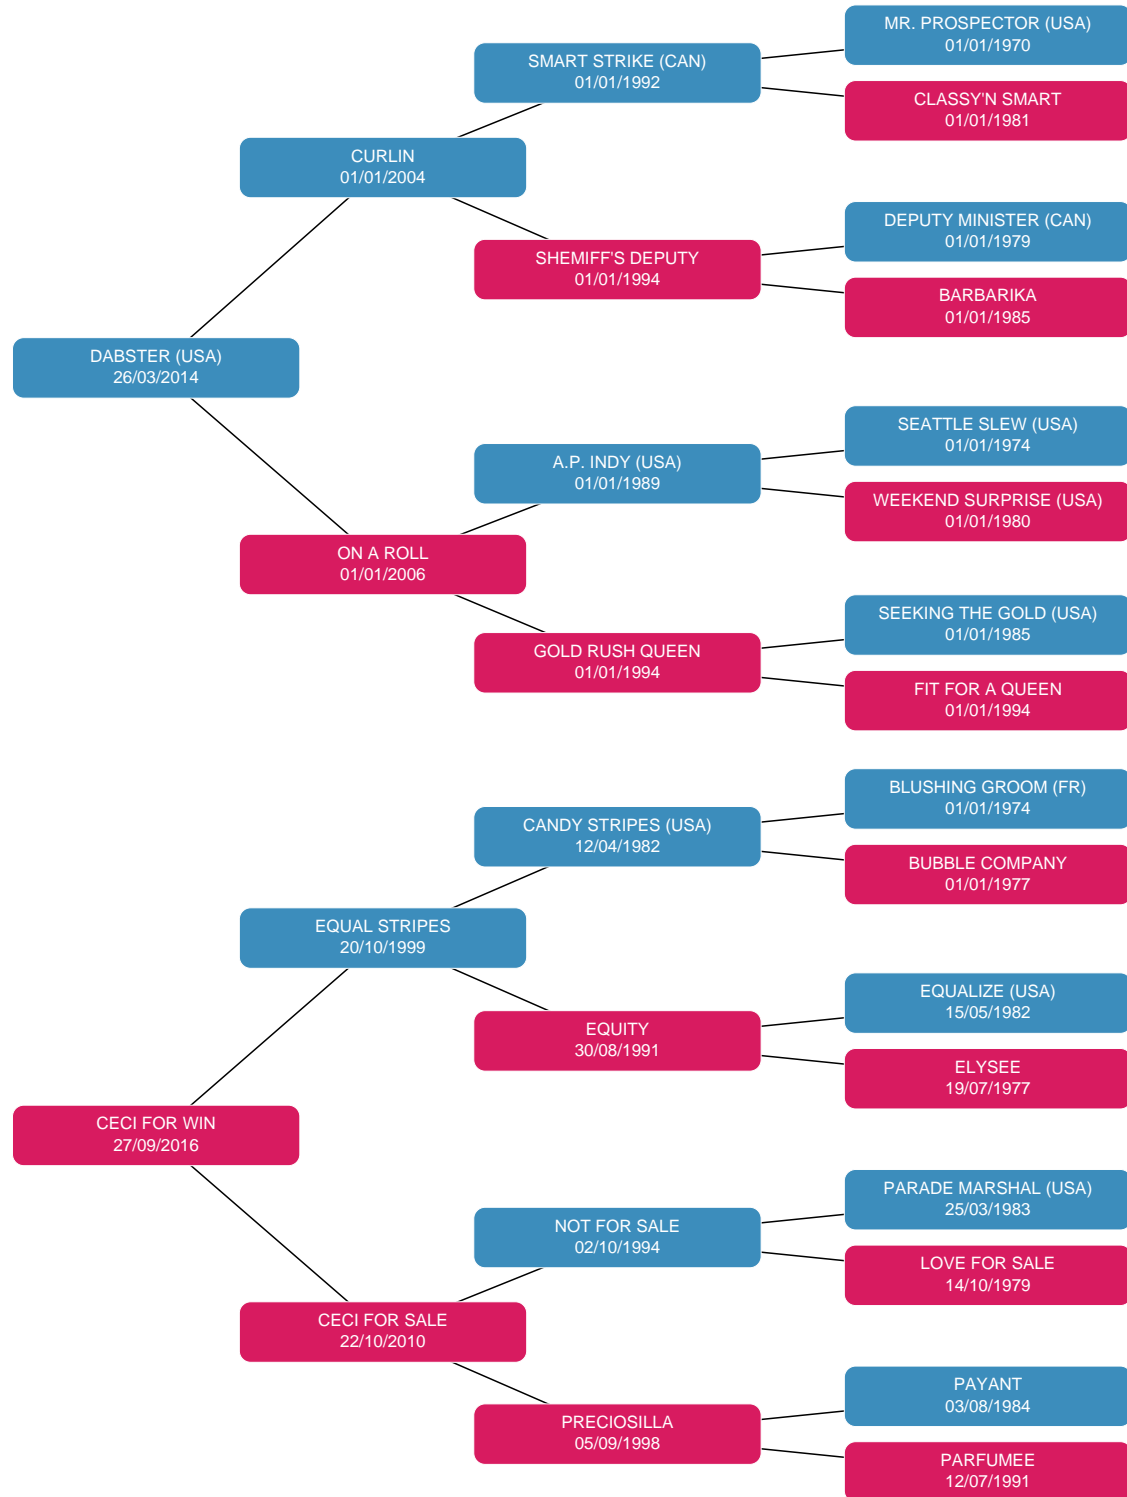 MR. PROSPECTOR (USA)
01/01/1970
SMART STRIKE (CAN)
01/01/1992
CLASSY'N SMART
01/01/1981
CURLIN
01/01/2004
DEPUTY MINISTER (CAN)
01/01/1979
SHEMIFF'S DEPUTY
01/01/1994
BARBARIKA
01/01/1985
DABSTER (USA)
26/03/2014
SEATTLE SLEW (USA)
01/01/1974
A.P. INDY (USA)
01/01/1989
WEEKEND SURPRISE (USA)
01/01/1980
ON A ROLL
01/01/2006
SEEKING THE GOLD (USA)
01/01/1985
GOLD RUSH QUEEN
01/01/1994
FIT FOR A QUEEN
01/01/1994
BLUSHING GROOM (FR)
01/01/1974
CANDY STRIPES (USA)
12/04/1982
BUBBLE COMPANY
01/01/1977
EQUAL STRIPES
20/10/1999
EQUALIZE (USA)
15/05/1982
EQUITY
30/08/1991
ELYSEE
19/07/1977
CECI FOR WIN
27/09/2016
PARADE MARSHAL (USA)
25/03/1983
NOT FOR SALE
02/10/1994
LOVE FOR SALE
14/10/1979
CECI FOR SALE
22/10/2010
PAYANT
03/08/1984
PRECIOSILLA
05/09/1998
PARFUMEE
12/07/1991